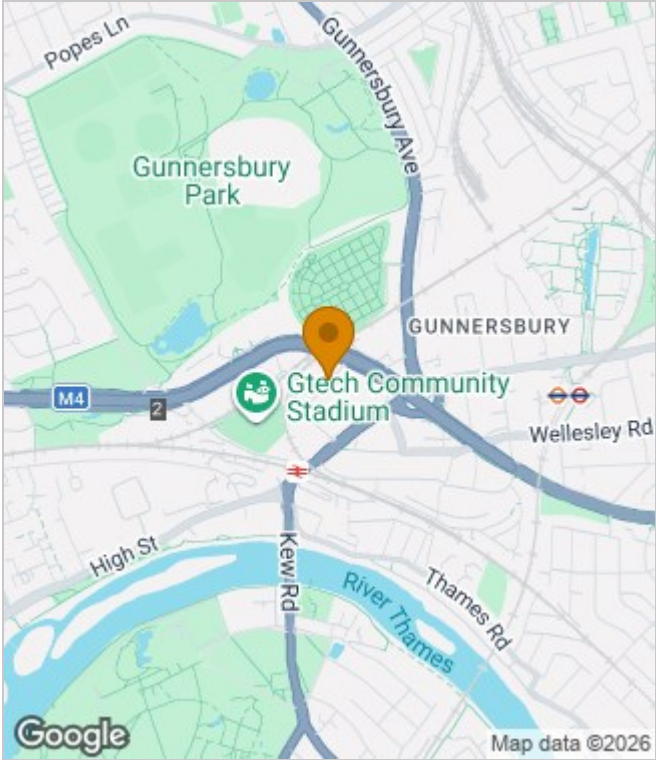 Popes Ln
Gunnersbury Ave
Gunnersbury
Park
GUNNERSBURY
M4
2
Gtech Community
Stadium
Wellesley Rd
High St
Kew Rd
River Thames
Thames Rd
Google
Map data ©2026